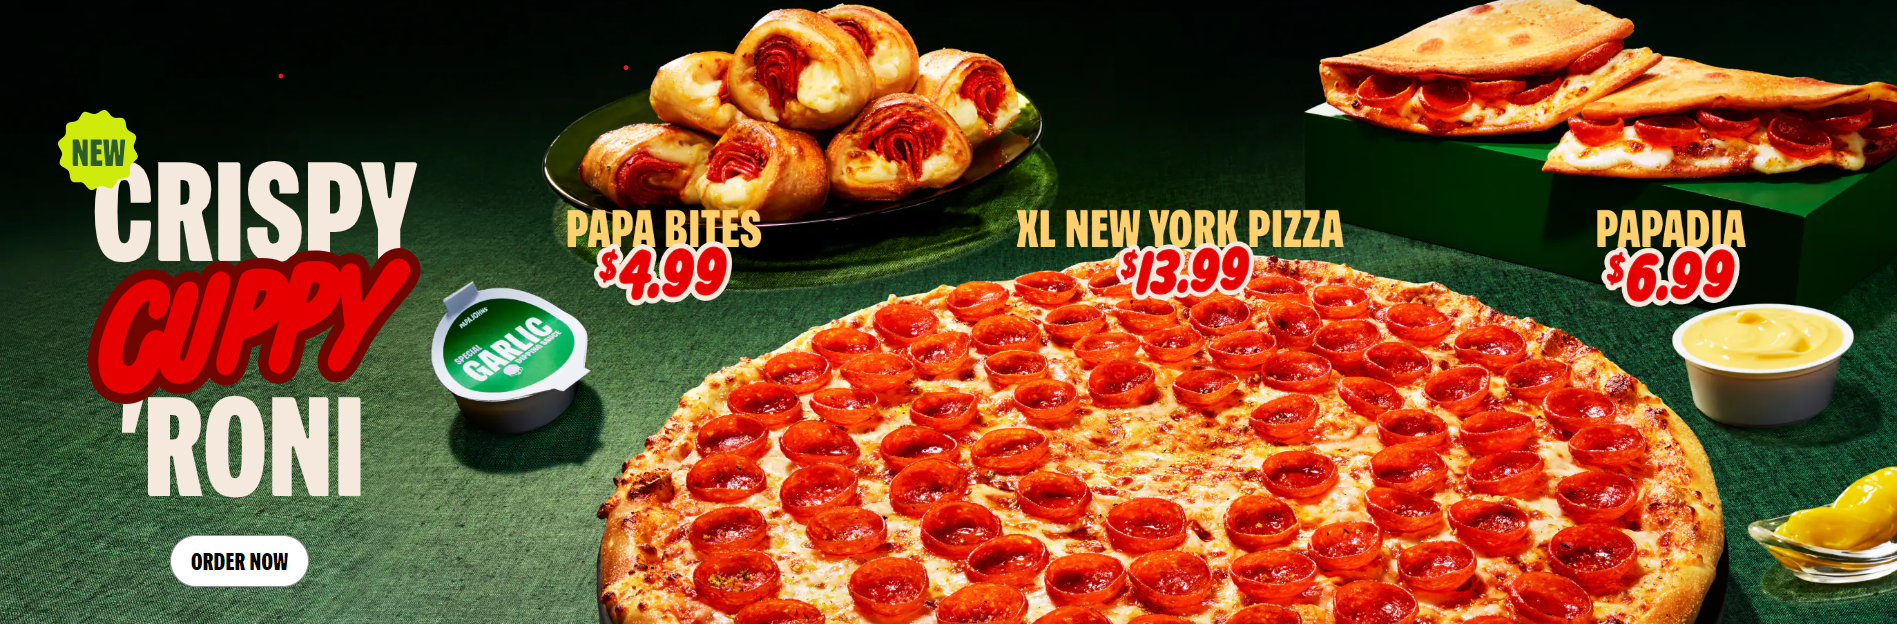 NEW
CRISPY
CUPPY
'RONI
ORDER NOW
PAPA JOHNS
SPECIAL
GARLIC
DIPPING SAUCE
PAPA BITES
$4.99
XL NEW YORK PIZZA
$13.99
PAPADIA
$6.99